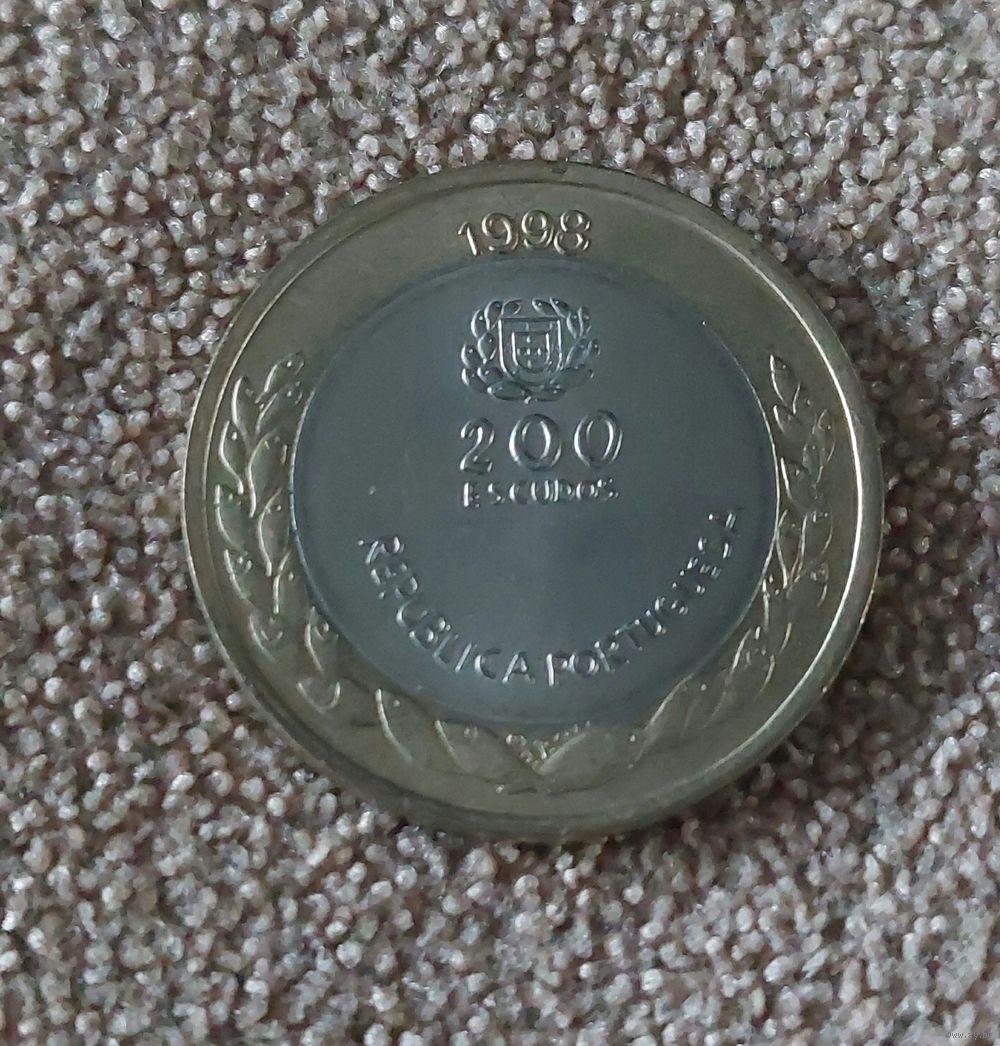 1998
200
ESCUDOS
REPUBLICA PORTUGUESA